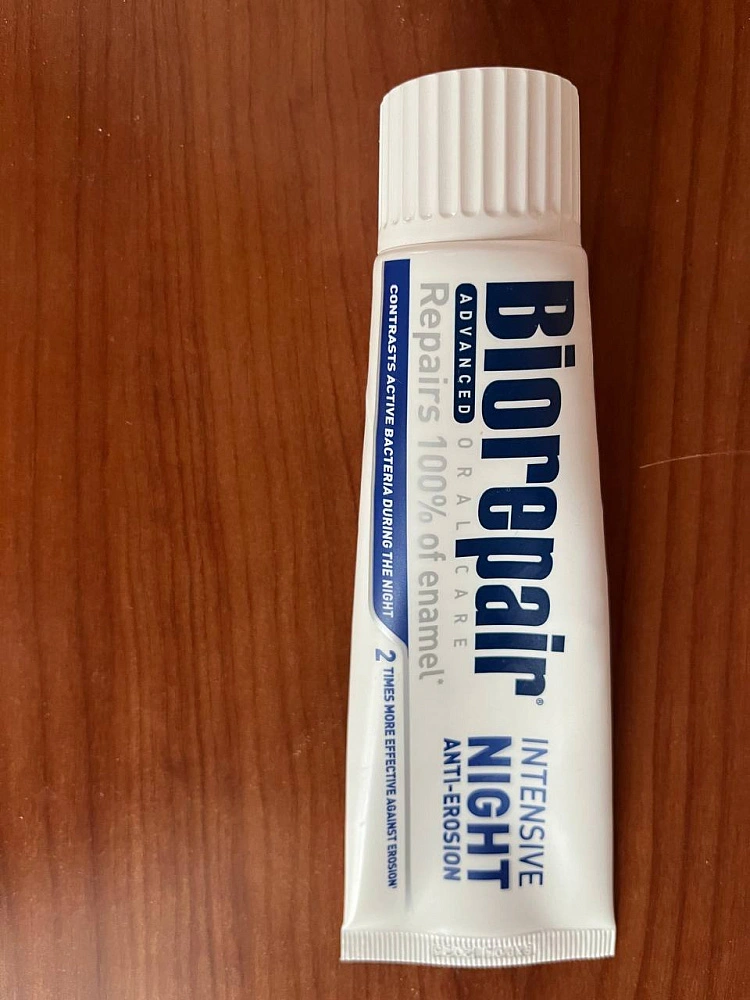 Biorepair®
ADVANCED ORAL CARE
Repairs 100% of enamel*
CONTRASTS ACTIVE BACTERIA DURING THE NIGHT
INTENSIVE
NIGHT
ANTI-EROSION
2 TIMES MORE EFFECTIVE AGAINST EROSION¹